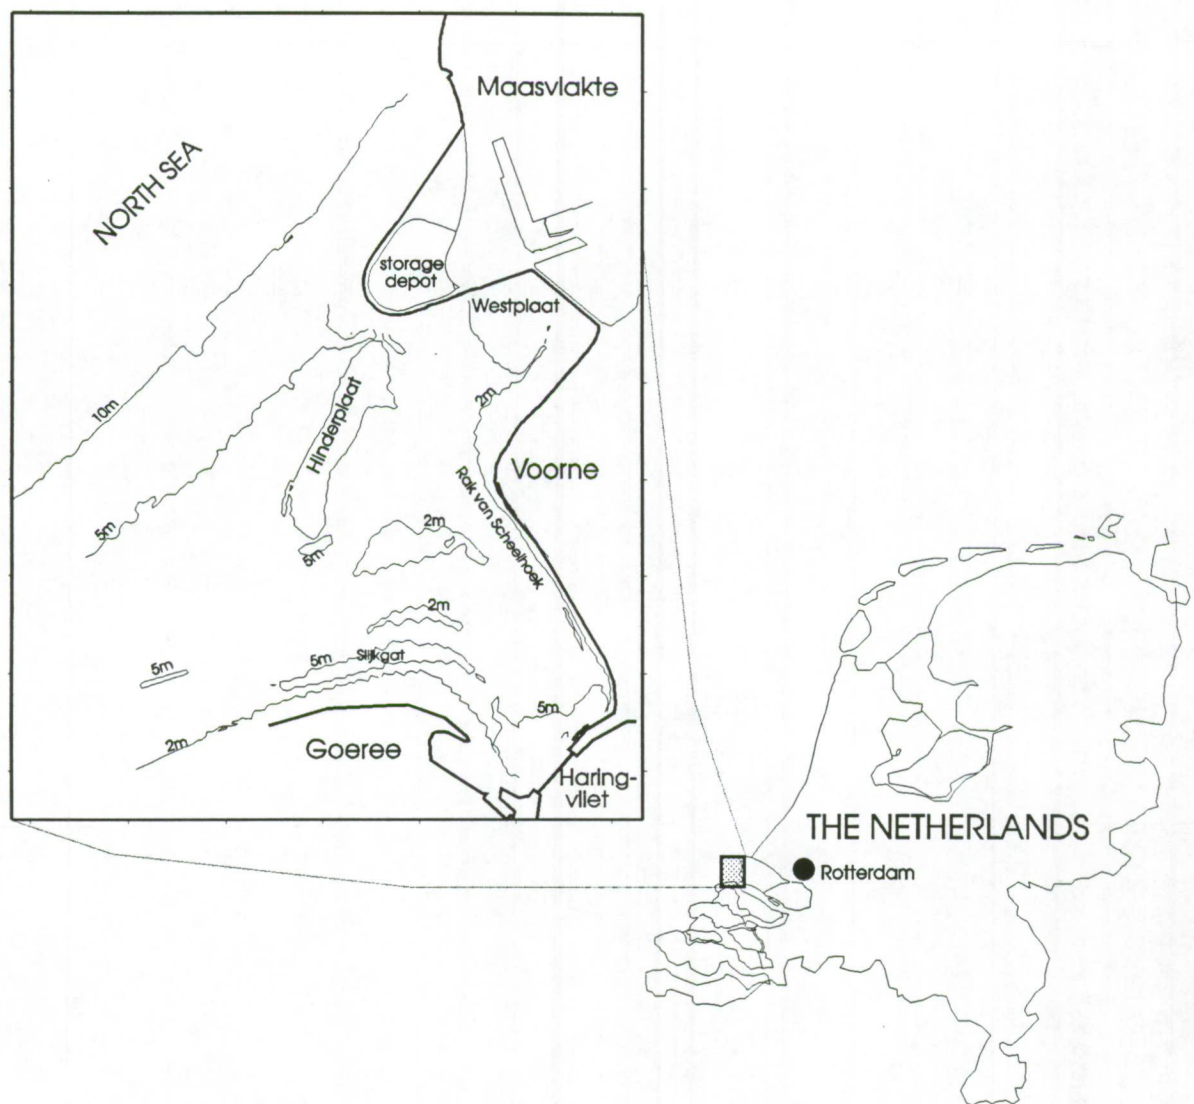 Maasvlakte
NORTH SEA
storage
depot
Westplaat
10m
Hinderplaat
2m
Voorne
Rak van Scheelhoek
5m
2m
5m
2m
5m
5m
Slijkgat
5m
2m
Goeree
Haring-
vliet
THE NETHERLANDS
Rotterdam